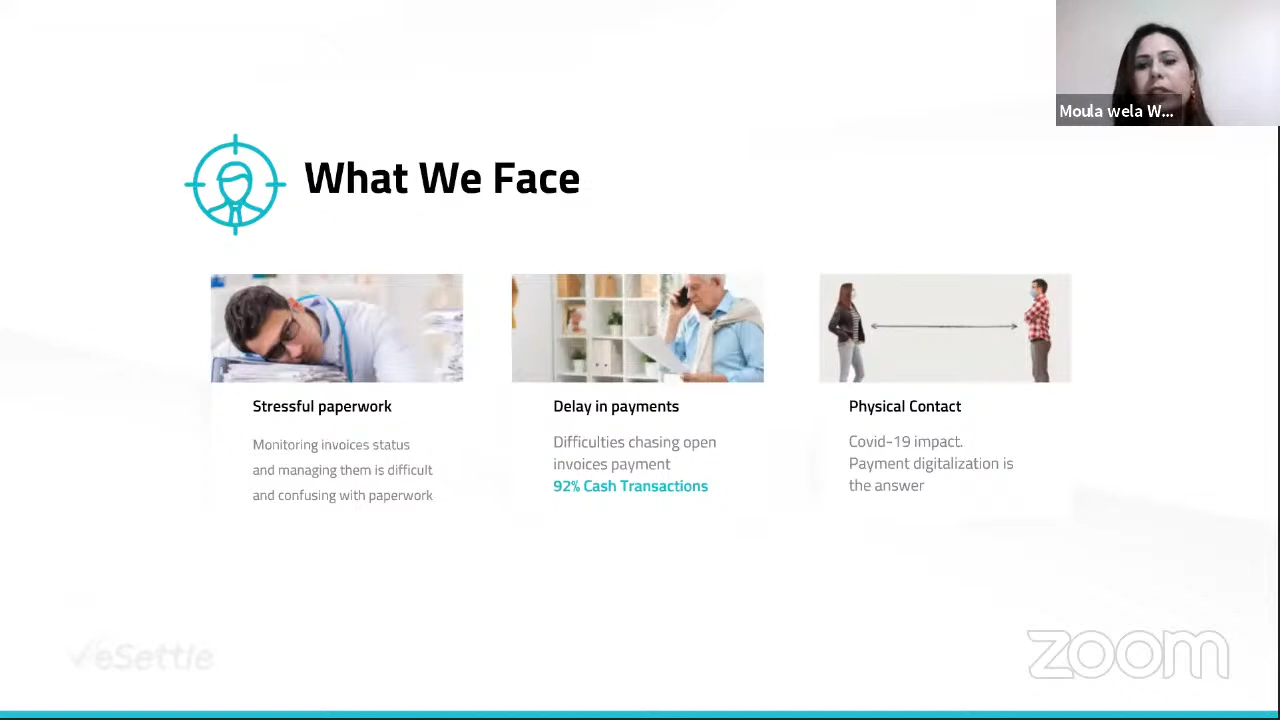 Moula wela W...
What We Face
Stressful paperwork
Monitoring invoices status
and managing them is difficult
and confusing with paperwork
Delay in payments
Difficulties chasing open
invoices payment
92% Cash Transactions
Physical Contact
Covid-19 impact.
Payment digitalization is
the answer
eSettle
zoom